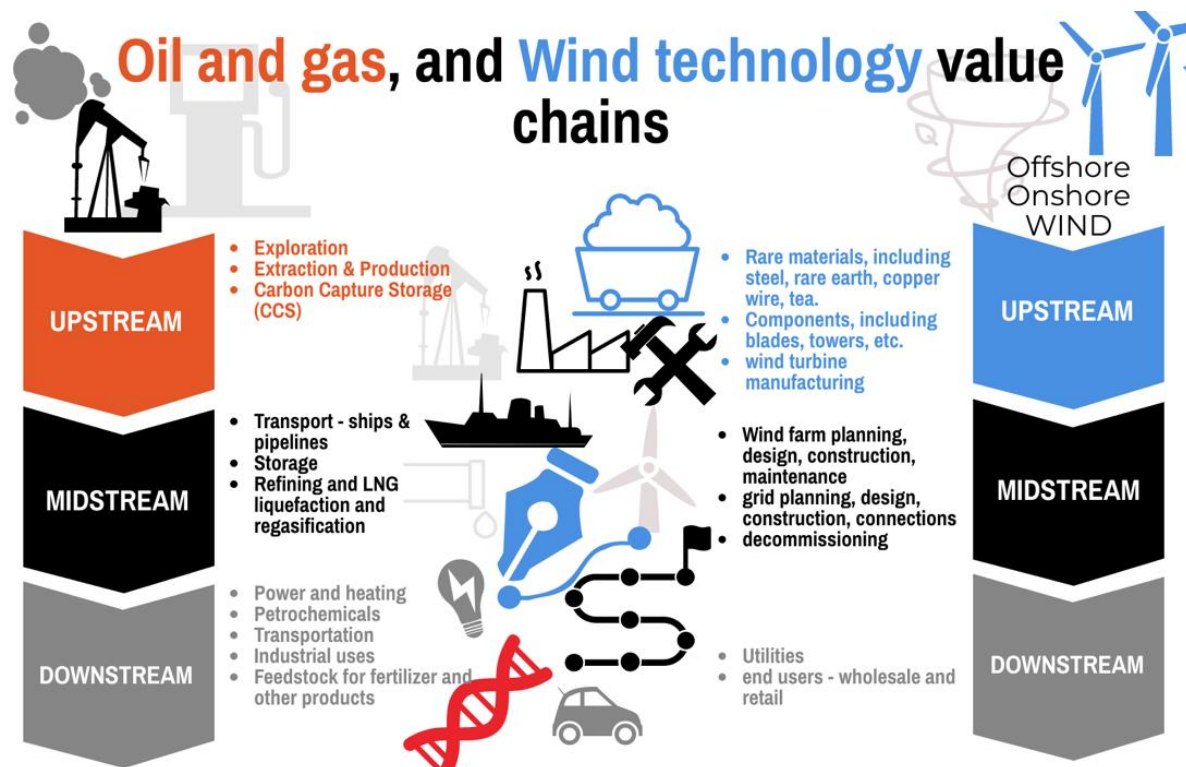 Oil and gas, and Wind technology value
chains
Offshore
Onshore
WIND
UPSTREAM
• Exploration
• Extraction & Production
• Carbon Capture Storage
(CCS)
• Rare materials, including
steel, rare earth, copper
wire, tea.
• Components, including
blades, towers, etc.
• wind turbine
manufacturing
UPSTREAM
MIDSTREAM
• Transport - ships &
pipelines
• Storage
• Refining and LNG
liquefaction and
regasification
• Wind farm planning,
design, construction,
maintenance
• grid planning, design,
construction, connections
• decommissioning
MIDSTREAM
DOWNSTREAM
• Power and heating
• Petrochemicals
• Transportation
• Industrial uses
• Feedstock for fertilizer and
other products
• Utilities
• end users - wholesale and
retail
DOWNSTREAM